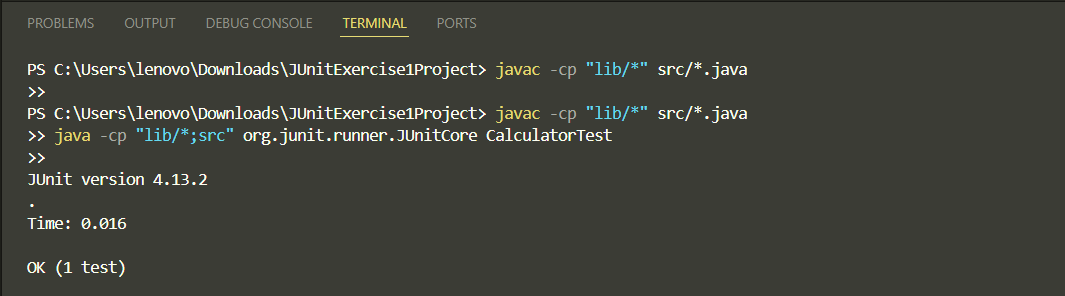 PROBLEMS OUTPUT DEBUG CONSOLE TERMINAL PORTS
PS C:\Users\lenovo\Downloads\JUnitExercise1Project> javac -cp "lib/*" src/*.java
>>
PS C:\Users\lenovo\Downloads\JUnitExercise1Project> javac -cp "lib/*" src/*.java
>> java -cp "lib/*;src" org.junit.runner.JUnitCore CalculatorTest
>>
JUnit version 4.13.2
.
Time: 0.016
OK (1 test)